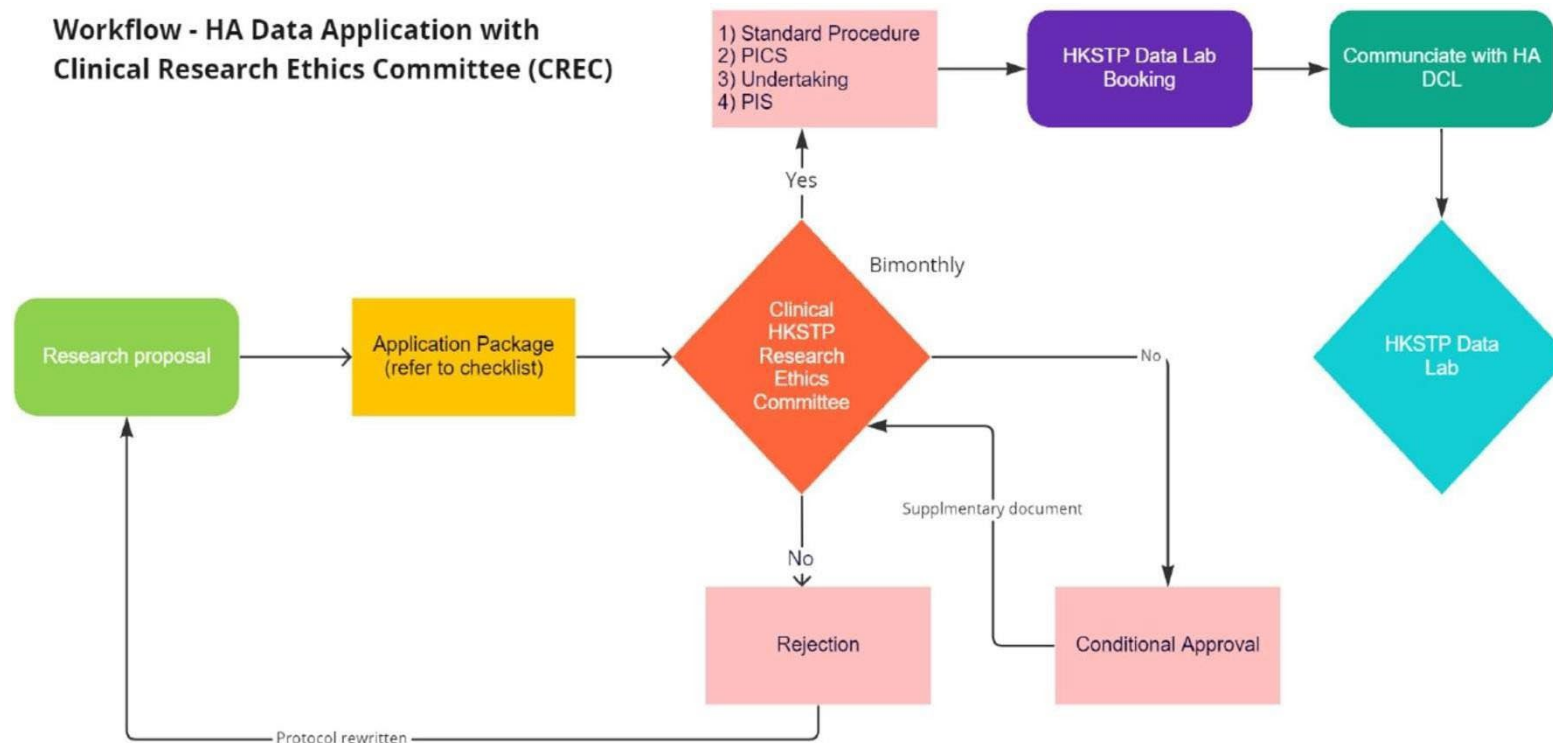 Workflow - HA Data Application with
Clinical Research Ethics Committee (CREC)
1) Standard Procedure
2) PICS
3) Undertaking
4) PIS
HKSTP Data Lab
Booking
Communciate with HA
DCL
Yes
Bimonthly
Research proposal
Application Package
(refer to checklist)
Clinical
HKSTP
Research
Ethics
Committee
No
HKSTP Data
Lab
Supplmentary document
No
Rejection
Conditional Approval
Protocol rewritten